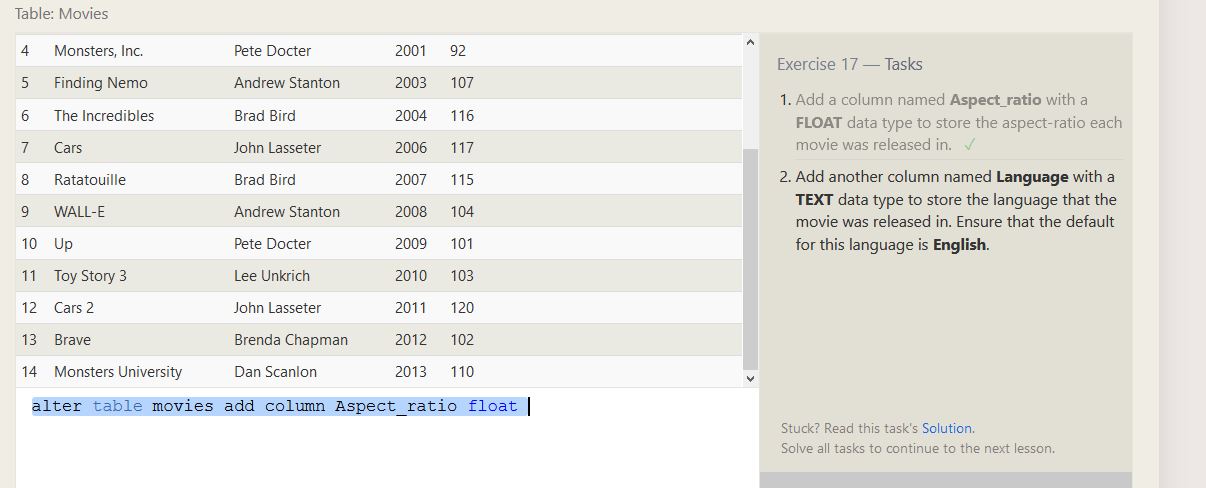 Table: Movies
4 Monsters, Inc. Pete Docter 2001 92
5 Finding Nemo Andrew Stanton 2003 107
6 The Incredibles Brad Bird 2004 116
7 Cars John Lasseter 2006 117
8 Ratatouille Brad Bird 2007 115
9 WALL-E Andrew Stanton 2008 104
10 Up Pete Docter 2009 101
11 Toy Story 3 Lee Unkrich 2010 103
12 Cars 2 John Lasseter 2011 120
13 Brave Brenda Chapman 2012 102
14 Monsters University Dan Scanlon 2013 110
alter table movies add column Aspect_ratio float
Exercise 17 — Tasks
1. Add a column named Aspect_ratio with a
FLOAT data type to store the aspect-ratio each
movie was released in. ✓
2. Add another column named Language with a
TEXT data type to store the language that the
movie was released in. Ensure that the default
for this language is English.
Stuck? Read this task's Solution.
Solve all tasks to continue to the next lesson.